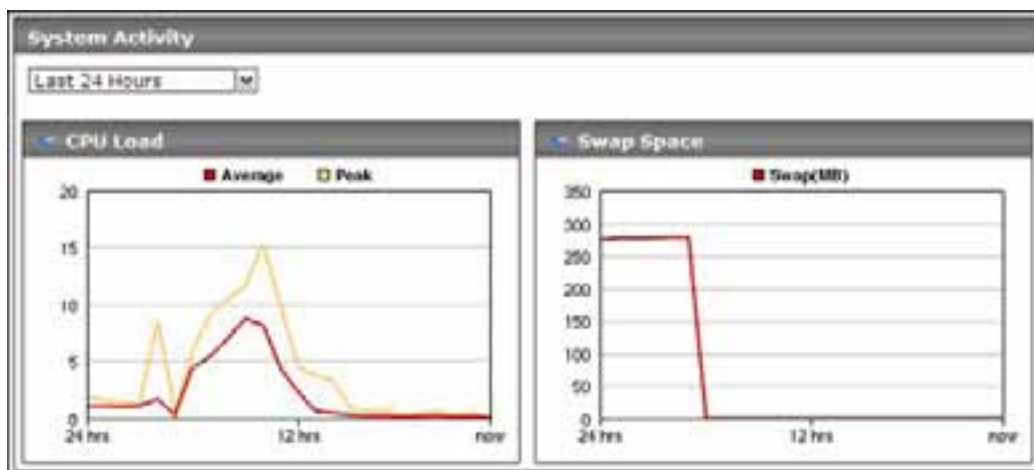 System Activity
Last 24 Hours
CPU Load
Average Peak
20
15
10
5
0
24 hrs 12 hrs now
Swap Space
Swap(MB)
350
300
250
200
150
100
50
0
24 hrs 12 hrs now